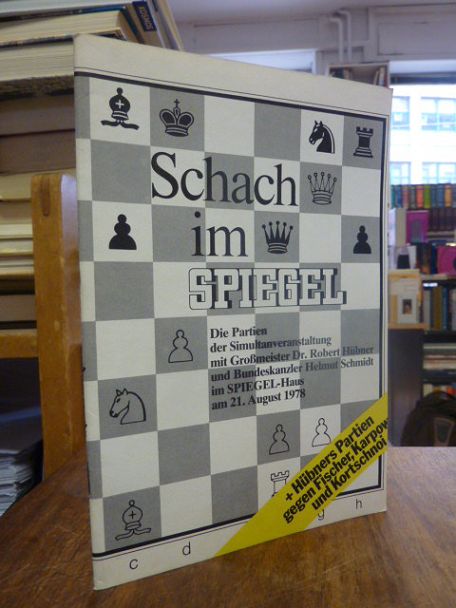 Schach
im
SPIEGEL
Die Partien
der Simultanveranstaltung
mit Großmeister Dr. Robert Hübner
und Bundeskanzler Helmut Schmidt
im SPIEGEL-Haus
am 21. August 1978
+ Hübners Partien
gegen Fischer, Karpow
und Kortschnoi
c d g h